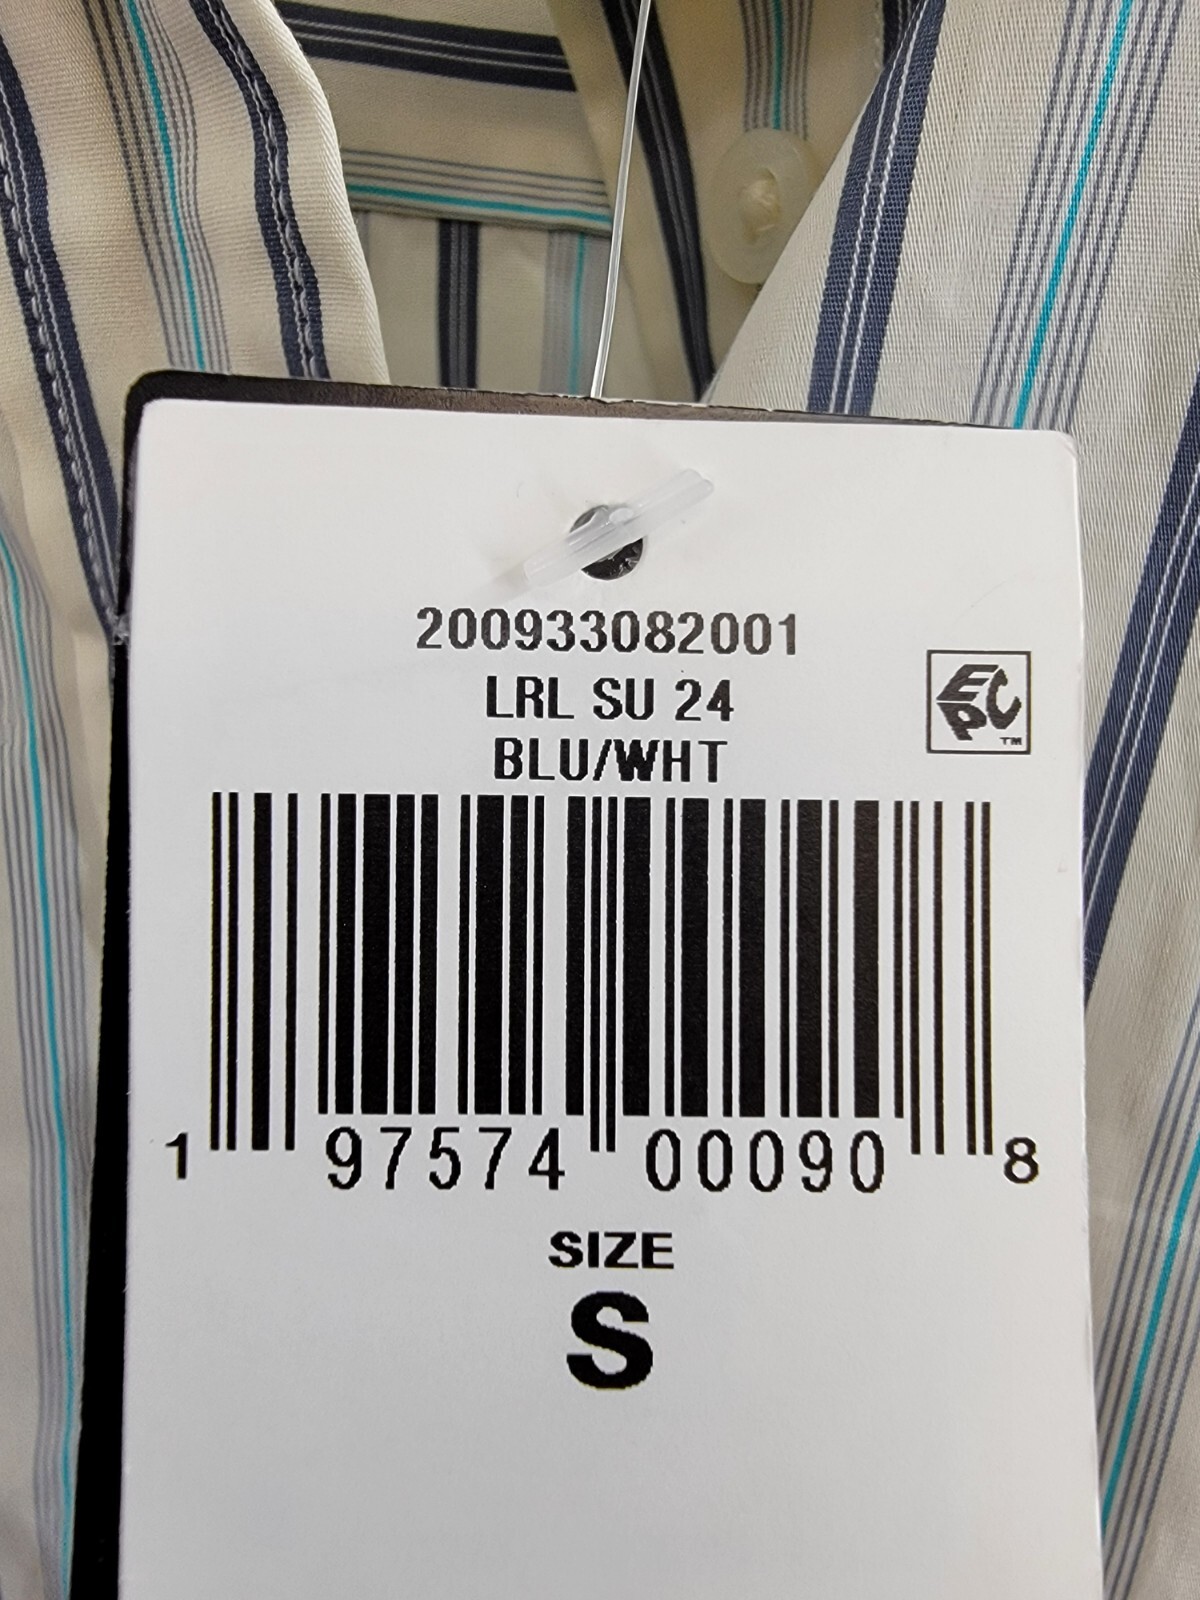 200933082001
LRL SU 24
BLU/WHT
EPC
TM
1 97574 00090 8
SIZE
S